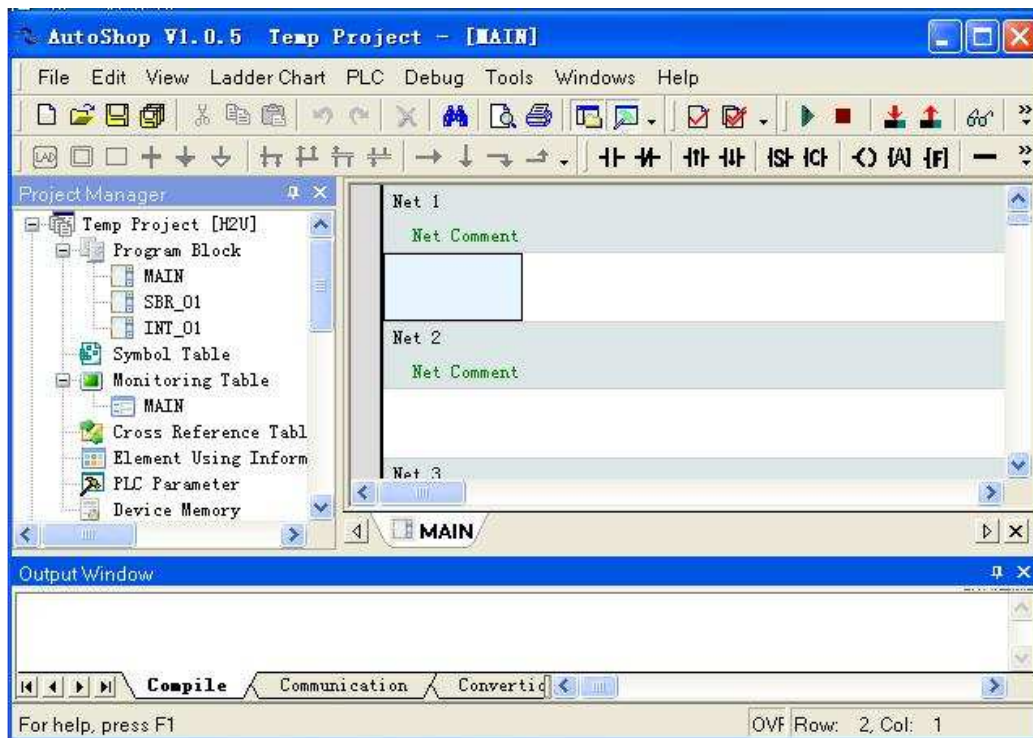 AutoShop V1.0.5 Temp Project - [MAIN]
File Edit View Ladder Chart PLC Debug Tools Windows Help
LAD
Project Manager
Temp Project [H2U]
Program Block
MAIN
SBR_01
INT_01
Symbol Table
Monitoring Table
MAIN
Cross Reference Tabl
Element Using Inform
PLC Parameter
Device Memory
Net 1
Net Comment
Net 2
Net Comment
Net 3
MAIN
Output Window
Compile Communication Convertic
For help, press F1
OVF Row: 2, Col: 1